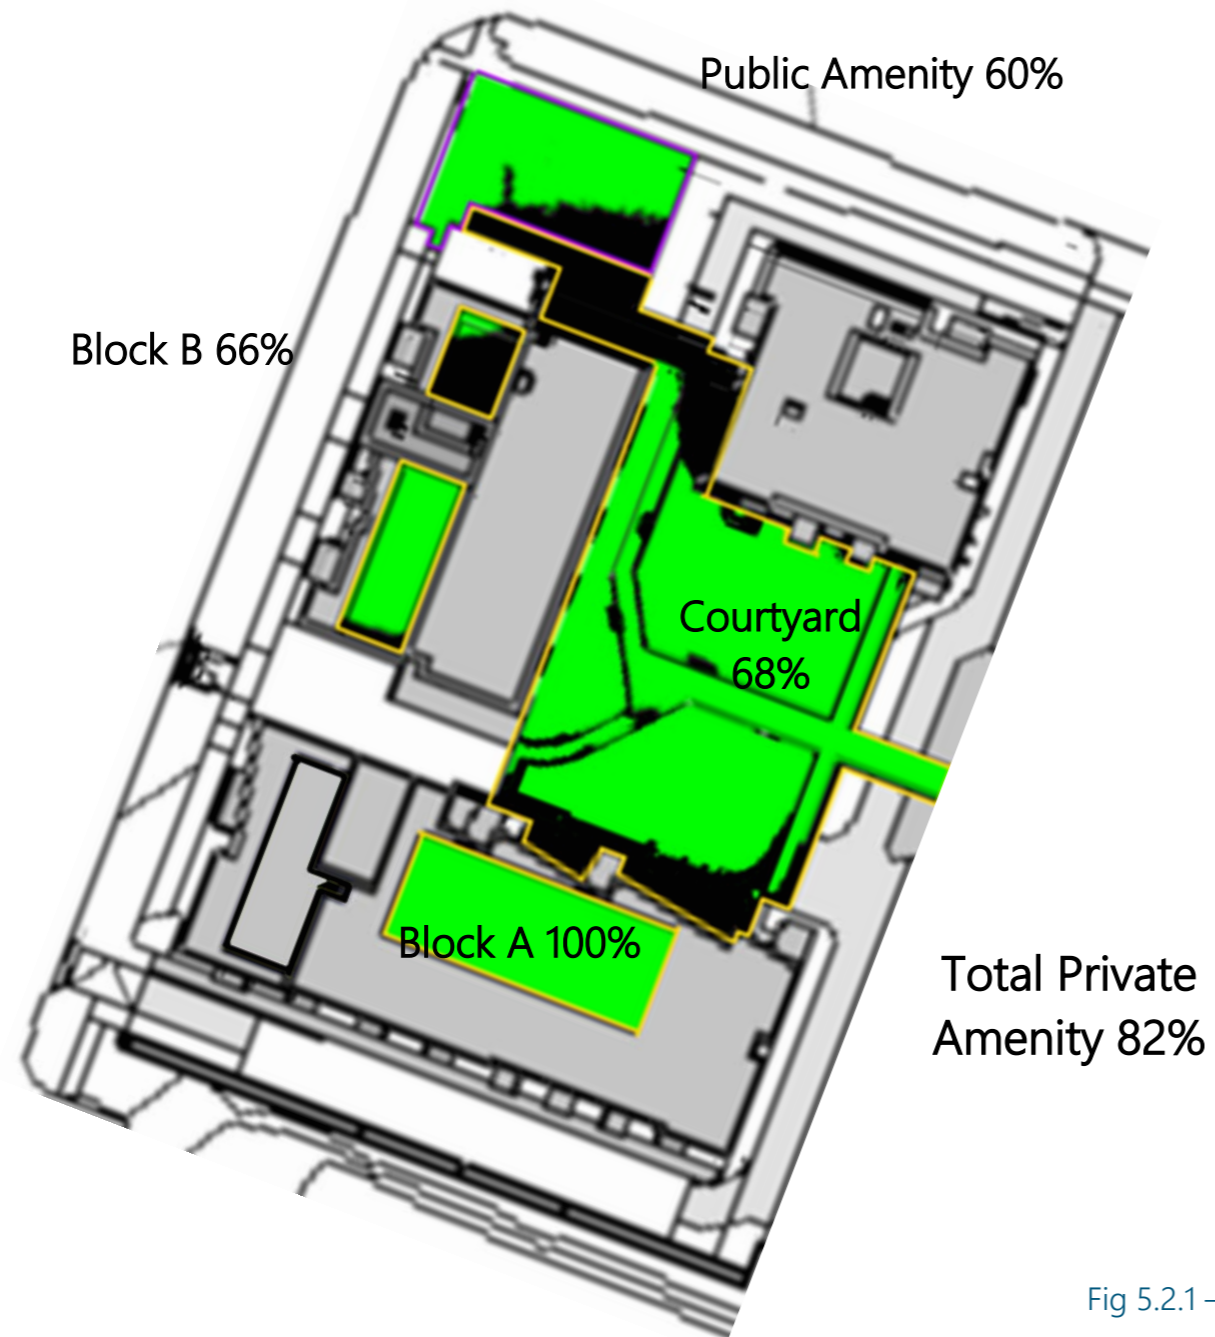 Public Amenity 60%
Block B 66%
Courtyard
68%
Block A 100%
Total Private
Amenity 82%
Fig 5.2.1 –